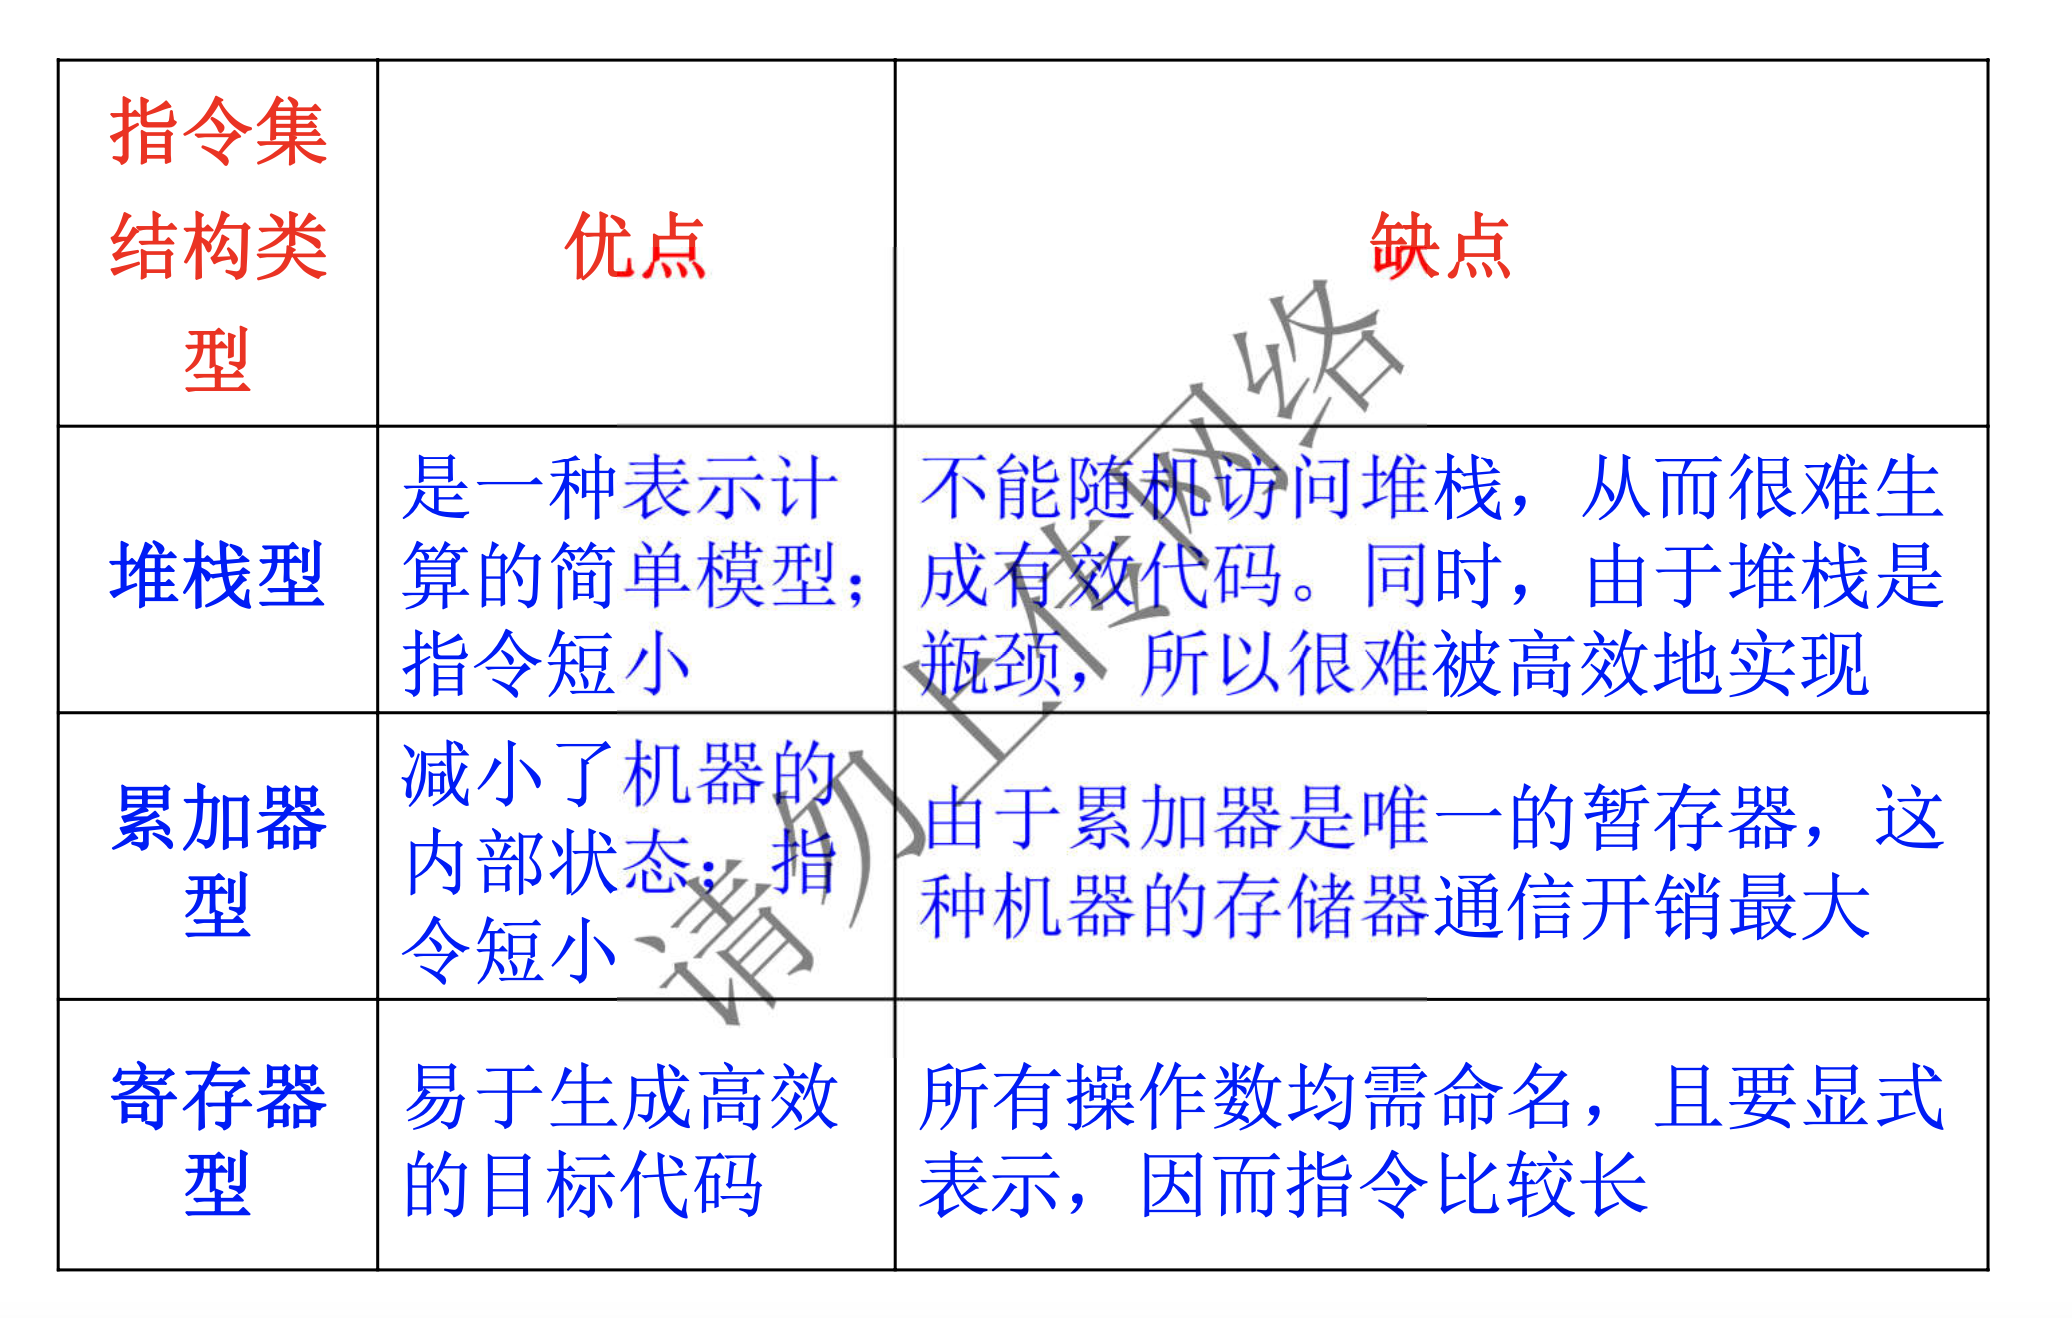 指令集
结构类
型
优点
缺点
堆栈型
是一种表示计
算的简单模型；
指令短小
不能随机访问堆栈，从而很难生
成有效代码。同时，由于堆栈是
瓶颈，所以很难被高效地实现
累加器
型
减小了机器的
内部状态；指
令短小
由于累加器是唯一的暂存器，这
种机器的存储器通信开销最大
寄存器
型
易于生成高效
的目标代码
所有操作数均需命名，且要显式
表示，因而指令比较长
请勿上传网络